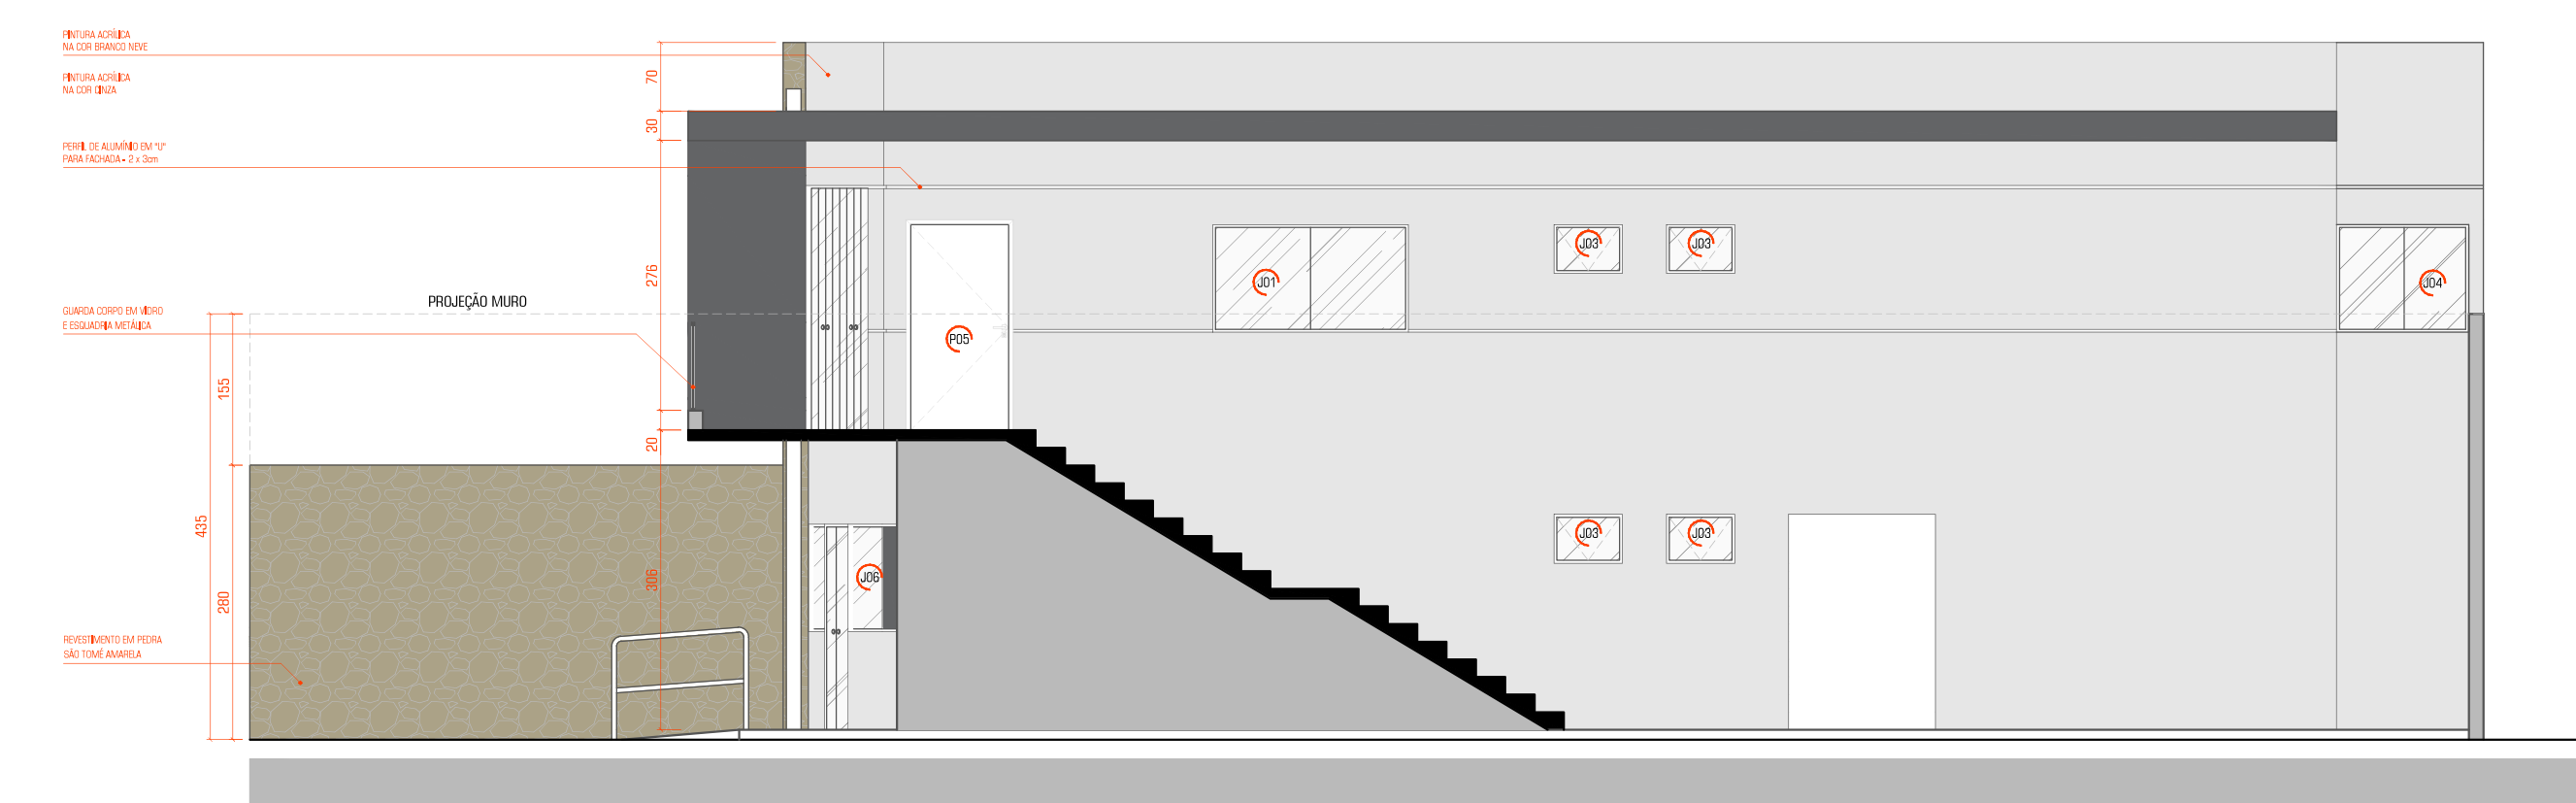 PINTURA ACRÍLICA
NA COR BRANCO NEVE
PINTURA ACRÍLICA
NA COR CINZA
PERFIL DE ALUMÍNIO EM "U"
PARA FACHADA - 2 x 3cm
GUARDA CORPO EM VIDRO
E ESQUADRIA METÁLICA
REVESTIMENTO EM PEDRA
SÃO TOMÉ AMARELA
PROJEÇÃO MURO
70
30
276
20
306
155
435
280
P05
J01
J03
J03
J04
J06
J03
J03